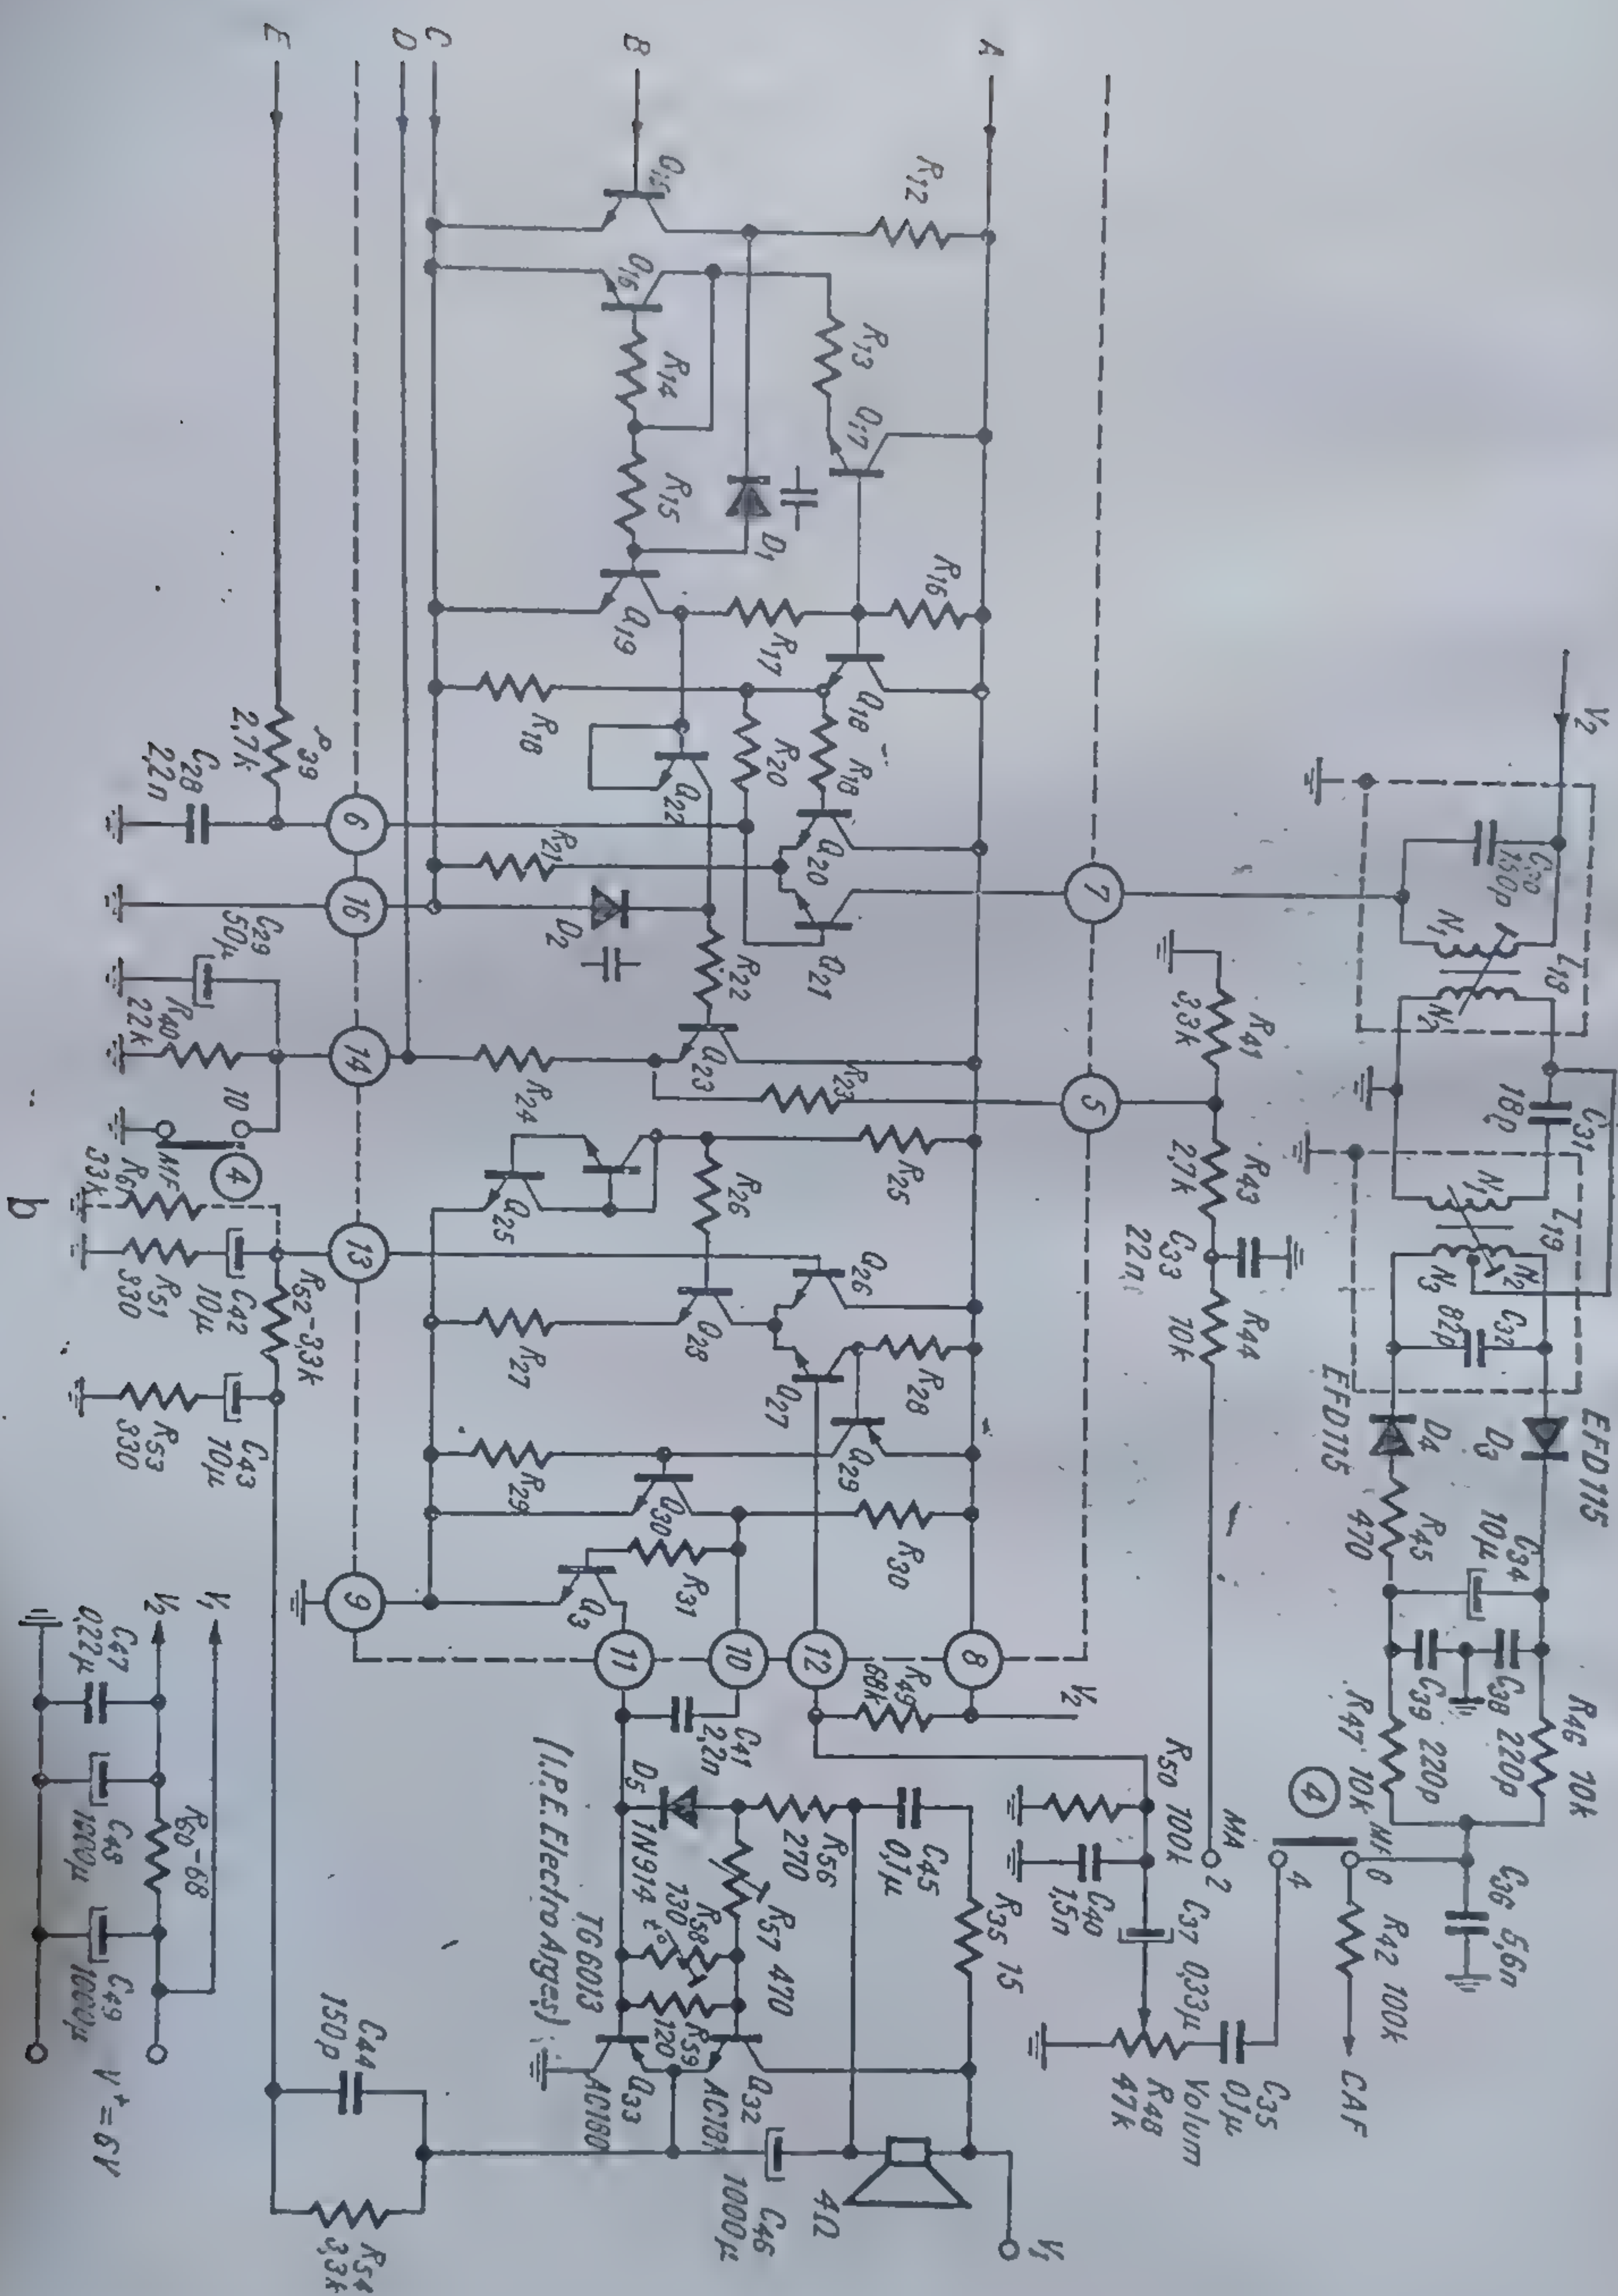 V2
C30
150p
N1
L18
N2
C31
18p
N1
L19
N2
N3
C32
82p
EFD115
D3
D4
EFD115
R45
470
C34
10μ
C38
220p
C39 220p
R46 10k
R47 10k
C36 5,6n
④
MF 6
4
R42 100k
CAF
R41
3,3k
R43
2,7k
C33
22n
R44
10k
MA
2
C35
0,1μ
Volum
R48
47k
C37 0,33μ
C40
1,5n
R50 100k
7
5
A
B
C
D
E
R12
Q15
Q16
R13
R14
R15
Q17
D1
R16
R17
Q18
Q19
R18
R18
R20
Q20
Q21
Q22
R21
D2
R22
Q23
R23
R24
R25
R26
Q25
Q26
Q27
Q28
R27
R28
Q29
R29
Q30
R30
R31
Q3
8
12
10
11
9
V2
R49
68k
C41
2,2n
D5
1N914
R56
270
C45
0,1μ
R35 15
R57 470
R58
130 t°
R59
120
TG 6013
(I.P.E. Electro Argeș)
Q32
AC181
Q33
AC180
C46
1000μ
4Ω
V1
R39
2,7k
C28
2,2n
6
16
C29
50μ
R40
22k
14
10
MF
④
R61
33k
13
R51
330
C42
10μ
R52-3,3k
R53
330
C43
10μ
C44
150p
R54
3,3k
V1
V2
C47
0,22μ
C48
1000μ
R60-68
C49
1000μ
V+=6V
b